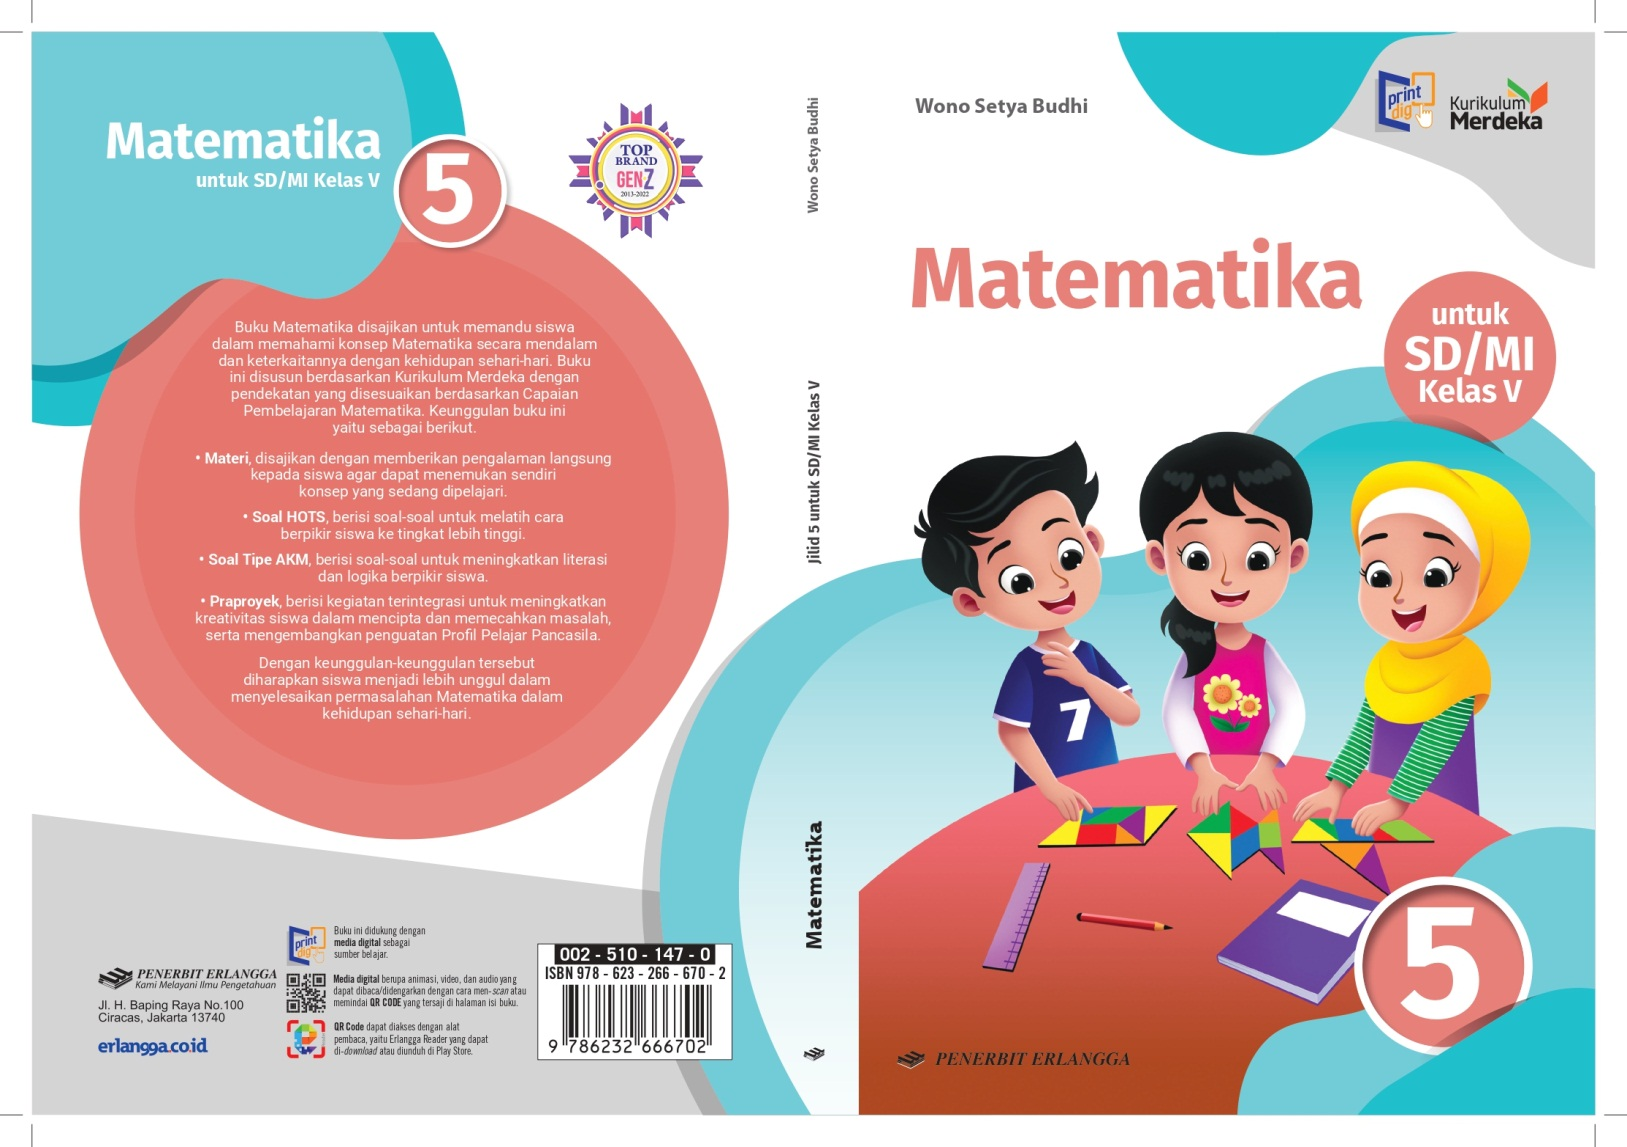 Matematika
untuk SD/MI Kelas V
5
TOP
BRAND
GEN-Z
2013-2022
Buku Matematika disajikan untuk memandu siswa
dalam memahami konsep Matematika secara mendalam
dan keterkaitannya dengan kehidupan sehari-hari. Buku
ini disusun berdasarkan Kurikulum Merdeka dengan
pendekatan yang disesuaikan berdasarkan Capaian
Pembelajaran Matematika. Keunggulan buku ini
yaitu sebagai berikut.
• Materi, disajikan dengan memberikan pengalaman langsung
kepada siswa agar dapat menemukan sendiri
konsep yang sedang dipelajari.
• Soal HOTS, berisi soal-soal untuk melatih cara
berpikir siswa ke tingkat lebih tinggi.
• Soal Tipe AKM, berisi soal-soal untuk meningkatkan literasi
dan logika berpikir siswa.
• Praproyek, berisi kegiatan terintegrasi untuk meningkatkan
kreativitas siswa dalam mencipta dan memecahkan masalah,
serta mengembangkan penguatan Profil Pelajar Pancasila.
Dengan keunggulan-keunggulan tersebut
diharapkan siswa menjadi lebih unggul dalam
menyelesaikan permasalahan Matematika dalam
kehidupan sehari-hari.
PENERBIT ERLANGGA
Kami Melayani Ilmu Pengetahuan
Jl. H. Baping Raya No.100
Ciracas, Jakarta 13740
erlangga.co.id
print
dig
Buku ini didukung dengan
media digital sebagai
sumber belajar.
Media digital berupa animasi, video, dan audio yang
dapat dibaca/didengarkan dengan cara men-scan atau
memindai QR CODE yang tersaji di halaman isi buku.
QR Code dapat diakses dengan alat
pembaca, yaitu Erlangga Reader yang dapat
di-download atau diunduh di Play Store.
002 - 510 - 147 - 0
ISBN 978 - 623 - 266 - 670 - 2
9 786232 666702
Wono Setya Budhi
Jilid 5 untuk SD/MI Kelas V
Matematika
Wono Setya Budhi
print
dig
Kurikulum
Merdeka
Matematika
untuk
SD/MI
Kelas V
7
5
PENERBIT ERLANGGA